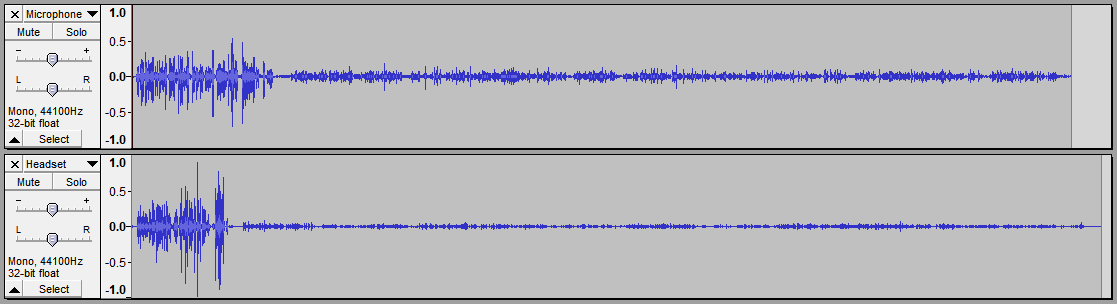 Microphone
Mute Solo
- +
L R
Mono, 44100Hz
32-bit float
Select
1.0
0.5
0.0
-0.5
-1.0
Headset
Mute Solo
- +
L R
Mono, 44100Hz
32-bit float
Select
1.0
0.5
0.0
-0.5
-1.0